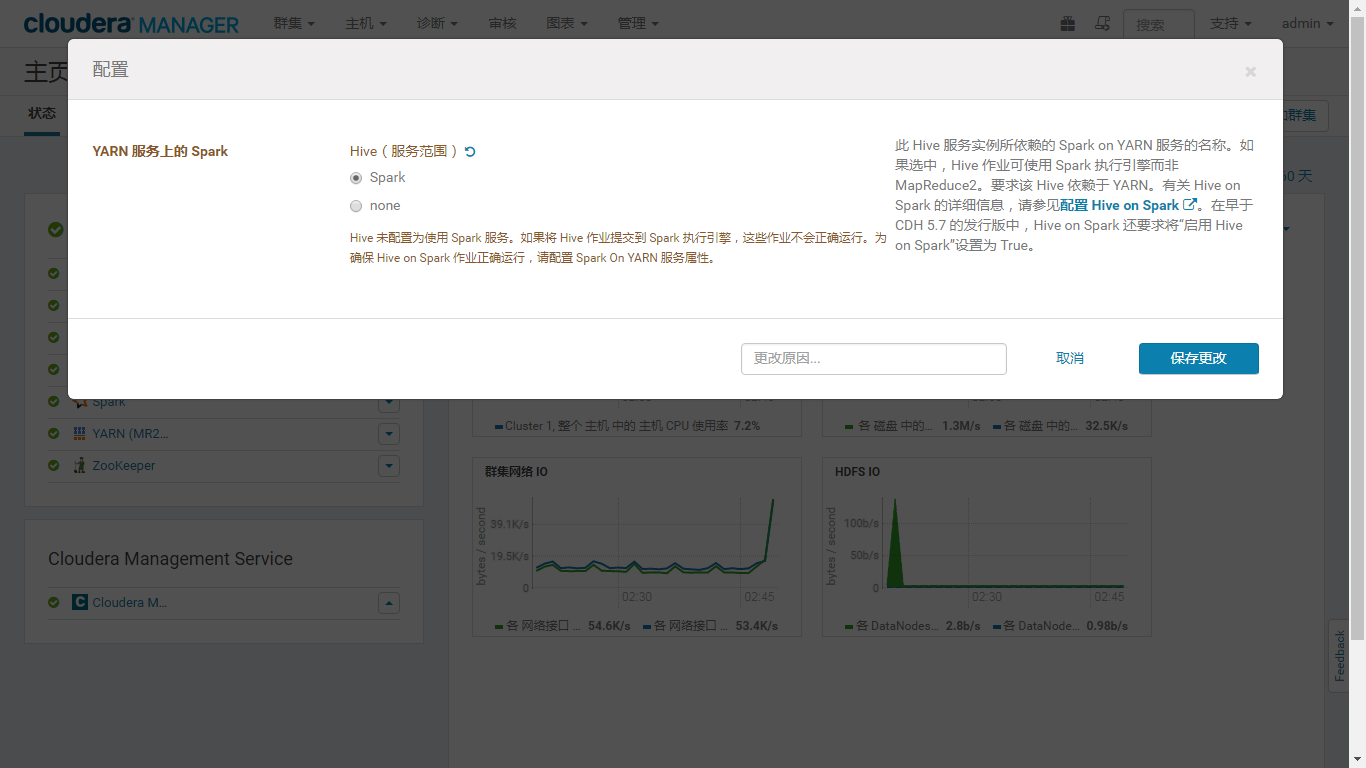 cloudera MANAGER 群集 主机 诊断 审核 图表 管理 搜索 支持 admin
主页
配置
状态
YARN 服务上的 Spark
Hive（服务范围）
Spark
none
Hive 未配置为使用 Spark 服务。如果将 Hive 作业提交到 Spark 执行引擎，这些作业不会正确运行。为
确保 Hive on Spark 作业正确运行，请配置 Spark On YARN 服务属性。
此 Hive 服务实例所依赖的 Spark on YARN 服务的名称。如
果选中，Hive 作业可使用 Spark 执行引擎而非
MapReduce2。要求该 Hive 依赖于 YARN。有关 Hive on
Spark 的详细信息，请参见配置 Hive on Spark 。在早于
CDH 5.7 的发行版中，Hive on Spark 还要求将“启用 Hive
on Spark”设置为 True。
群集
0 天
更改原因...
取消
保存更改
Spark
YARN (MR2...
ZooKeeper
Cloudera Management Service
Cloudera M...
Cluster 1, 整个 主机 中的 主机 CPU 使用率 7.2%
各 磁盘 中的... 1.3M/s 各 磁盘 中的... 32.5K/s
群集网络 IO
bytes / second
39.1K/s
19.5K/s
0
02:30 02:45
各 网络接口 ... 54.6K/s 各 网络接口 ... 53.4K/s
HDFS IO
bytes / second
100b/s
50b/s
0
02:30 02:45
各 DataNodes... 2.8b/s 各 DataNode... 0.98b/s
Feedback